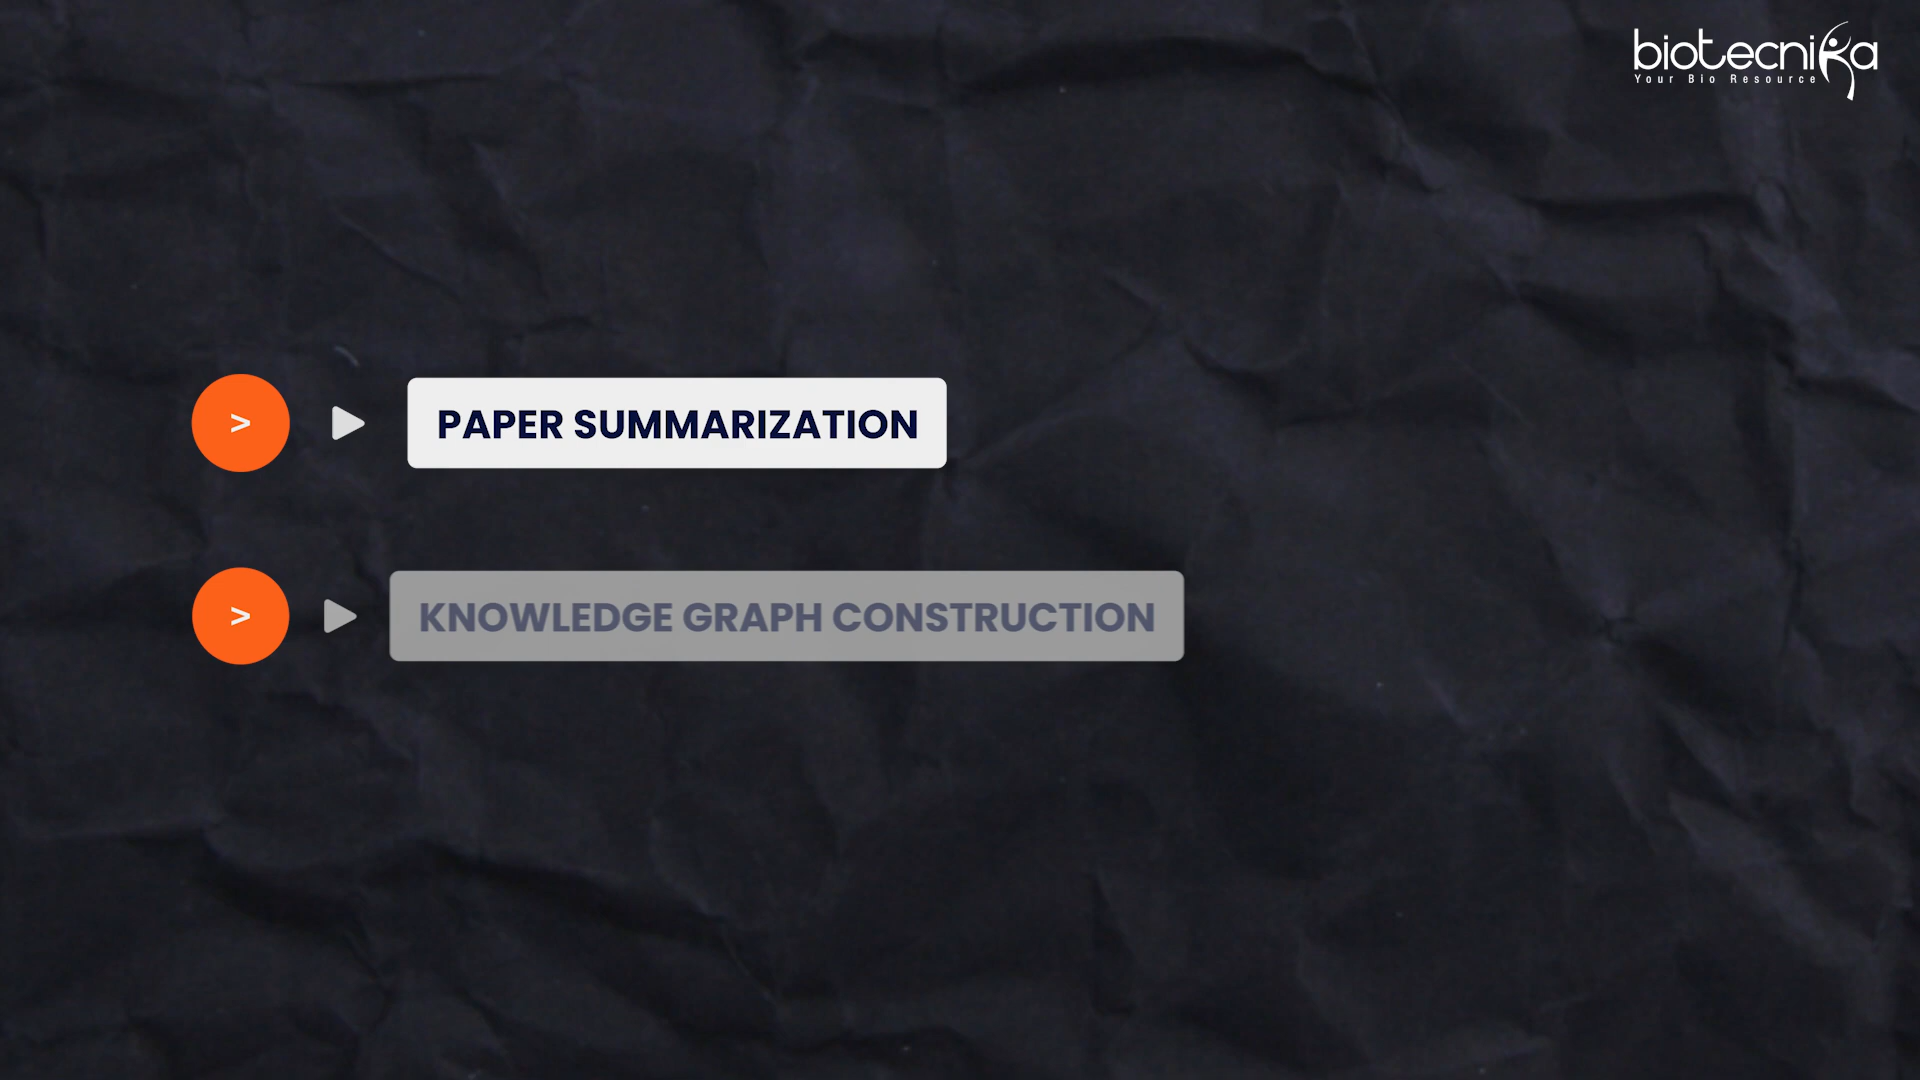 biotecnika
Your Bio Resource
> PAPER SUMMARIZATION
> KNOWLEDGE GRAPH CONSTRUCTION